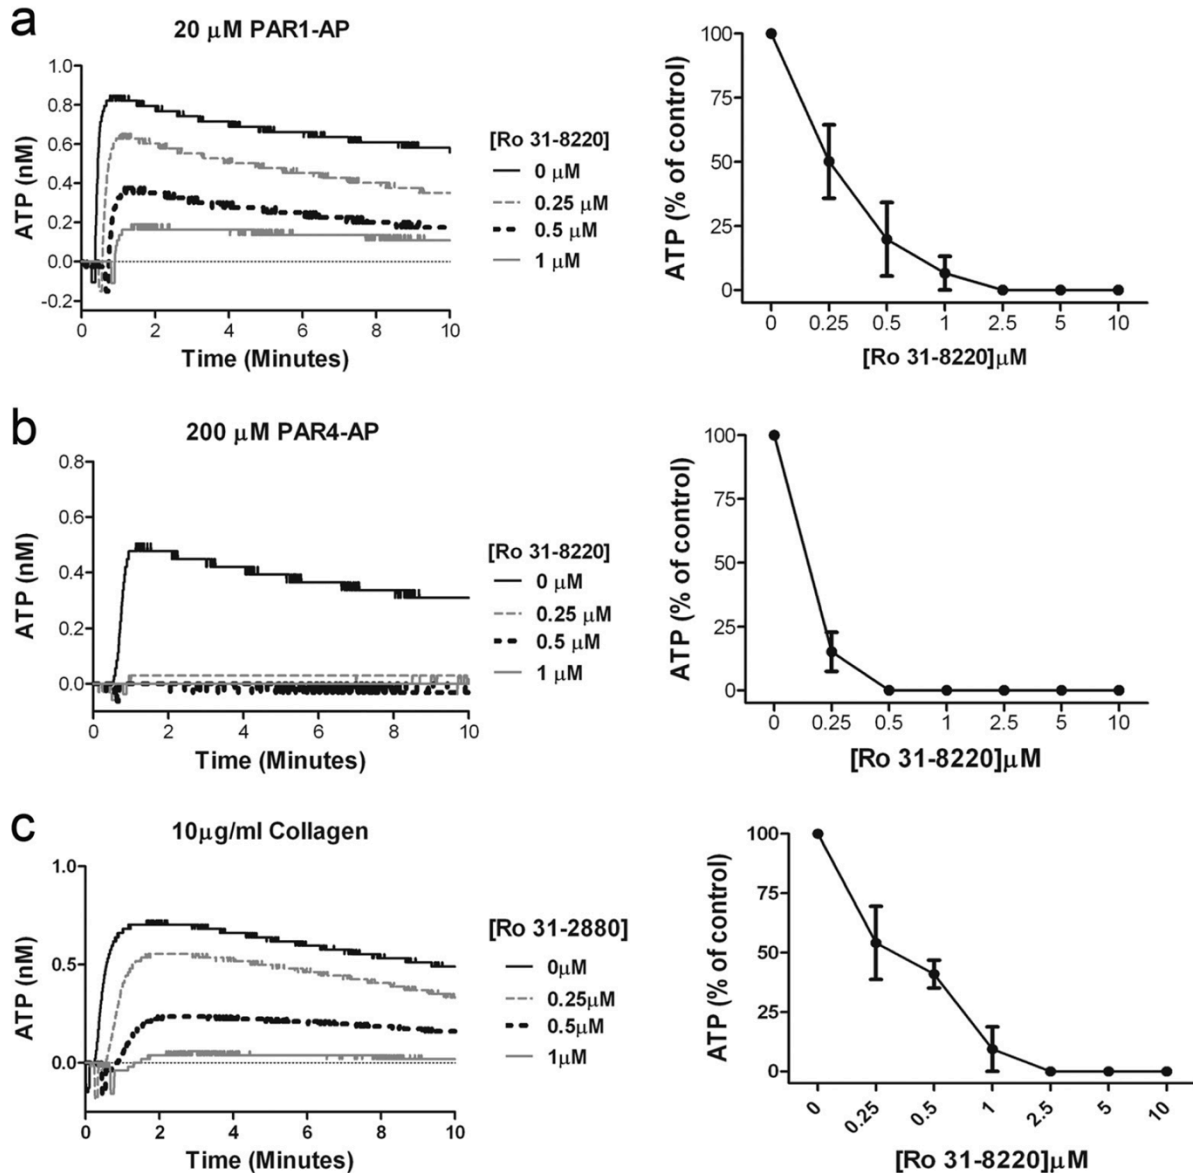 a
20 μM PAR1-AP
1.0
0.8
0.6
0.4
0.2
0.0
-0.2
ATP (nM)
0 2 4 6 8 10
Time (Minutes)
[Ro 31-8220]
0 μM
0.25 μM
0.5 μM
1 μM
100
75
50
25
0
ATP (% of control)
0 0.25 0.5 1 2.5 5 10
[Ro 31-8220]μM
b
200 μM PAR4-AP
0.8
0.6
0.4
0.2
0.0
ATP (nM)
0 2 4 6 8 10
Time (Minutes)
[Ro 31-8220]
0 μM
0.25 μM
0.5 μM
1 μM
100
75
50
25
0
ATP (% of control)
0 0.25 0.5 1 2.5 5 10
[Ro 31-8220]μM
c
10μg/ml Collagen
1.0
0.5
0.0
ATP (nM)
0 2 4 6 8 10
Time (Minutes)
[Ro 31-2880]
0μM
0.25μM
0.5μM
1μM
100
75
50
25
0
ATP (% of control)
0 0.25 0.5 1 2.5 5 10
[Ro 31-8220]μM